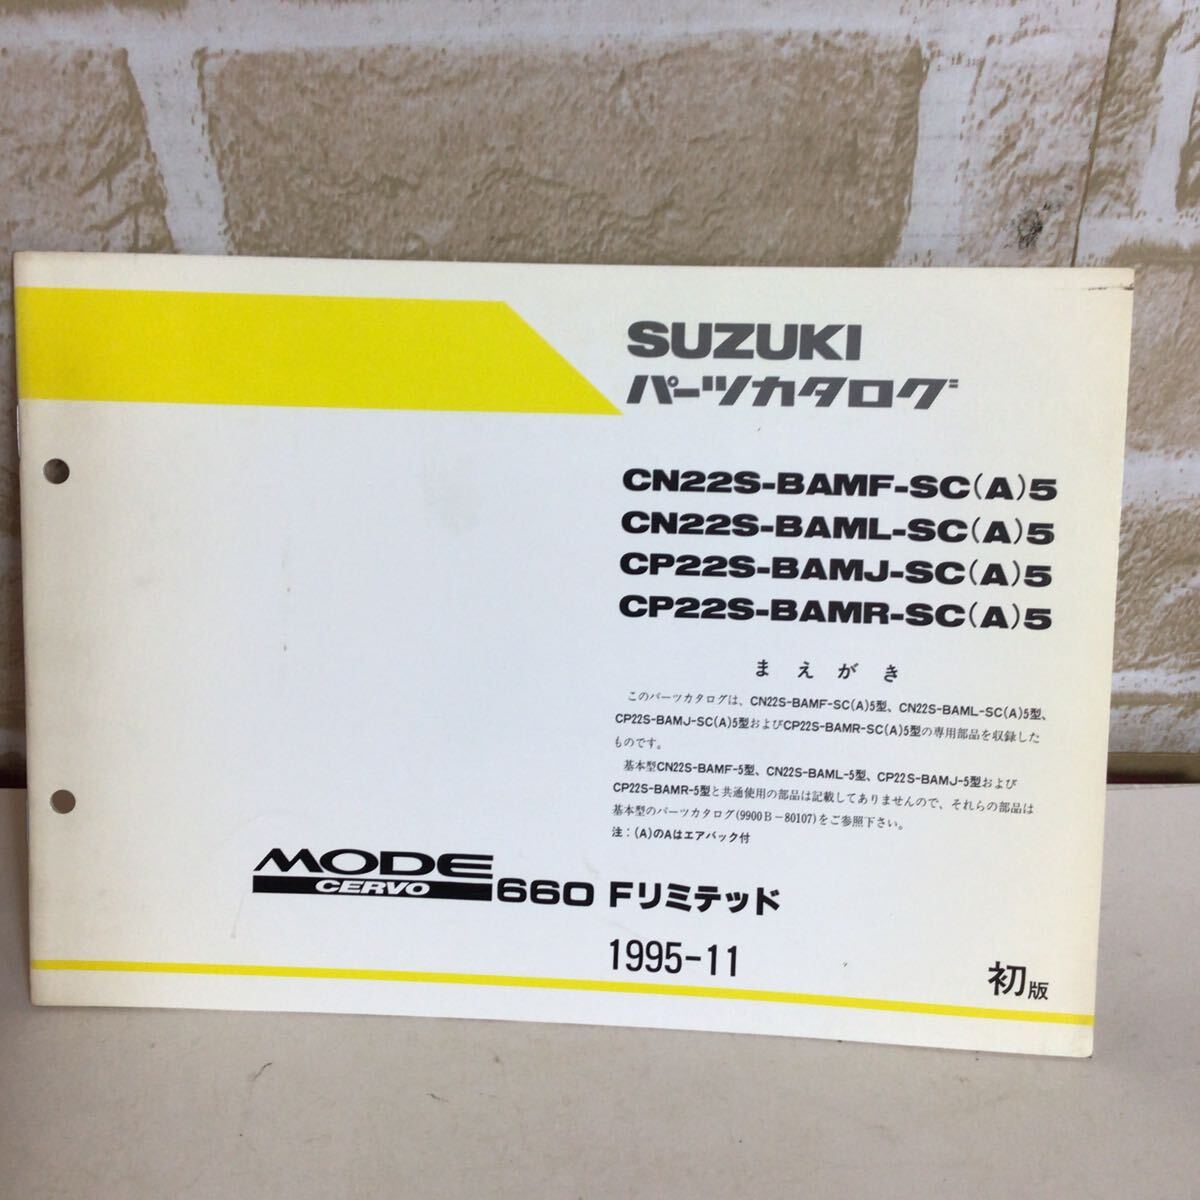 SUZUKI
パーツカタログ
CN22S-BAMF-SC(A)5
CN22S-BAML-SC(A)5
CP22S-BAMJ-SC(A)5
CP22S-BAMR-SC(A)5
まえがき
このパーツカタログは、CN22S-BAMF-SC(A)5型、CN22S-BAML-SC(A)5型、
CP22S-BAMJ-SC(A)5型およびCP22S-BAMR-SC(A)5型の専用部品を収録した
ものです。
基本型CN22S-BAMF-5型、CN22S-BAML-5型、CP22S-BAMJ-5型および
CP22S-BAMR-5型と共通使用の部品は記載してありませんので、それらの部品は
基本型のパーツカタログ(9900B-80107)をご参照下さい。
注:(A)のAはエアバック付
MODE
CERVO
660 Fリミテッド
1995-11
初版